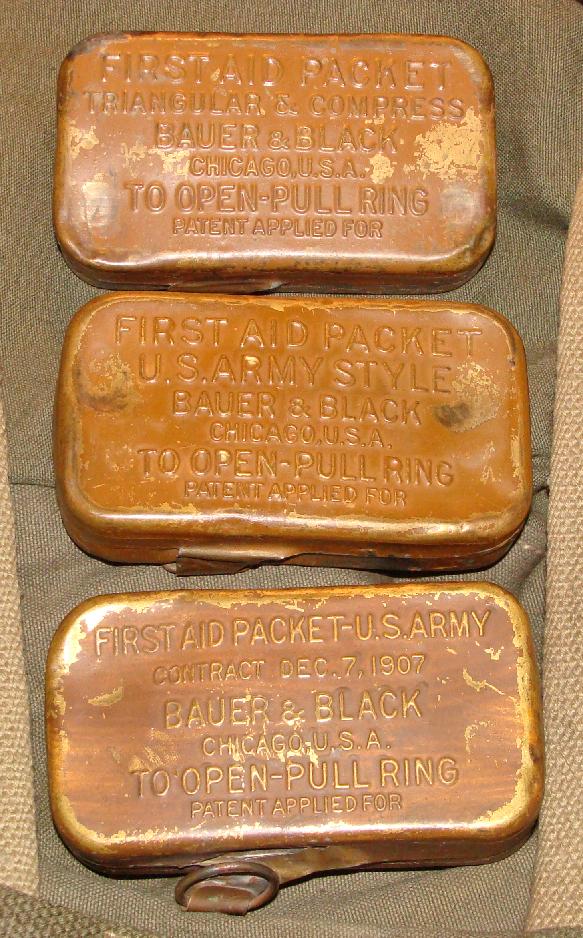 FIRST AID PACKET
TRIANGULAR & COMPRESS
BAUER & BLACK
CHICAGO, U.S.A.
TO OPEN-PULL RING
PATENT APPLIED FOR
FIRST AID PACKET
U.S. ARMY STYLE
BAUER & BLACK
CHICAGO, U.S.A.
TO OPEN-PULL RING
PATENT APPLIED FOR
FIRST AID PACKET-U.S. ARMY
CONTRACT DEC. 7, 1907
BAUER & BLACK
CHICAGO, U.S.A.
TO OPEN-PULL RING
PATENT APPLIED FOR